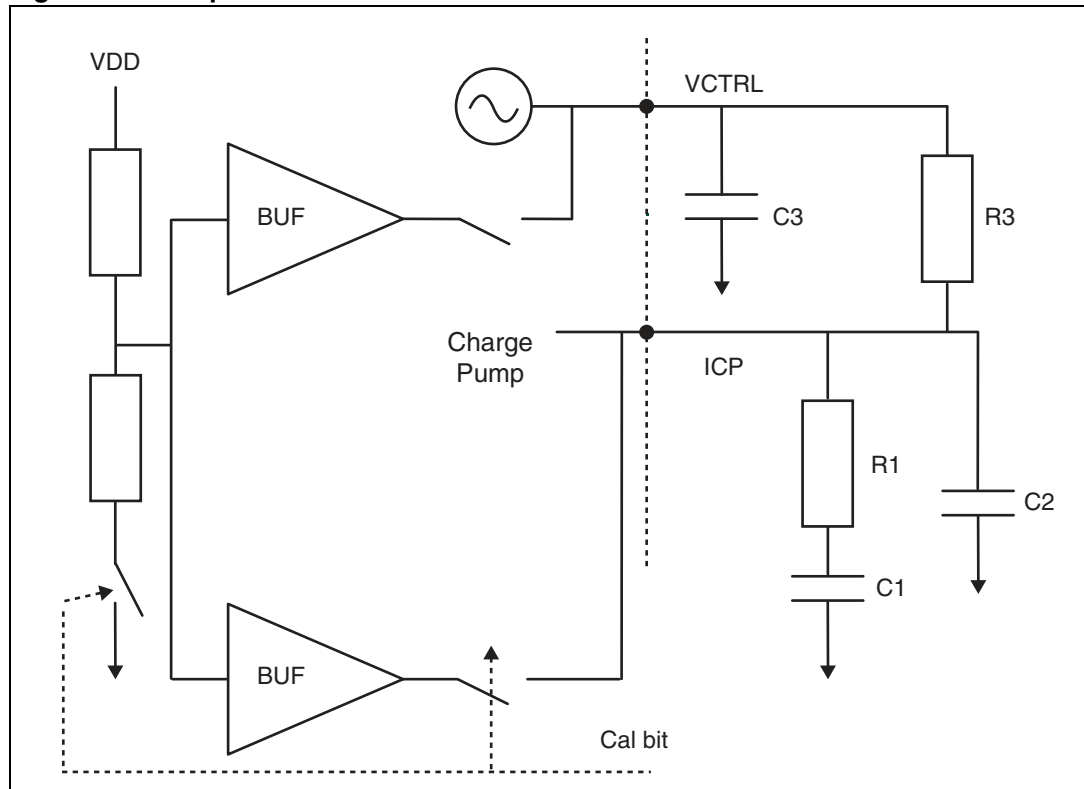 VDD
VCTRL
BUF
C3
R3
Charge
Pump
ICP
R1
C2
C1
BUF
Cal bit